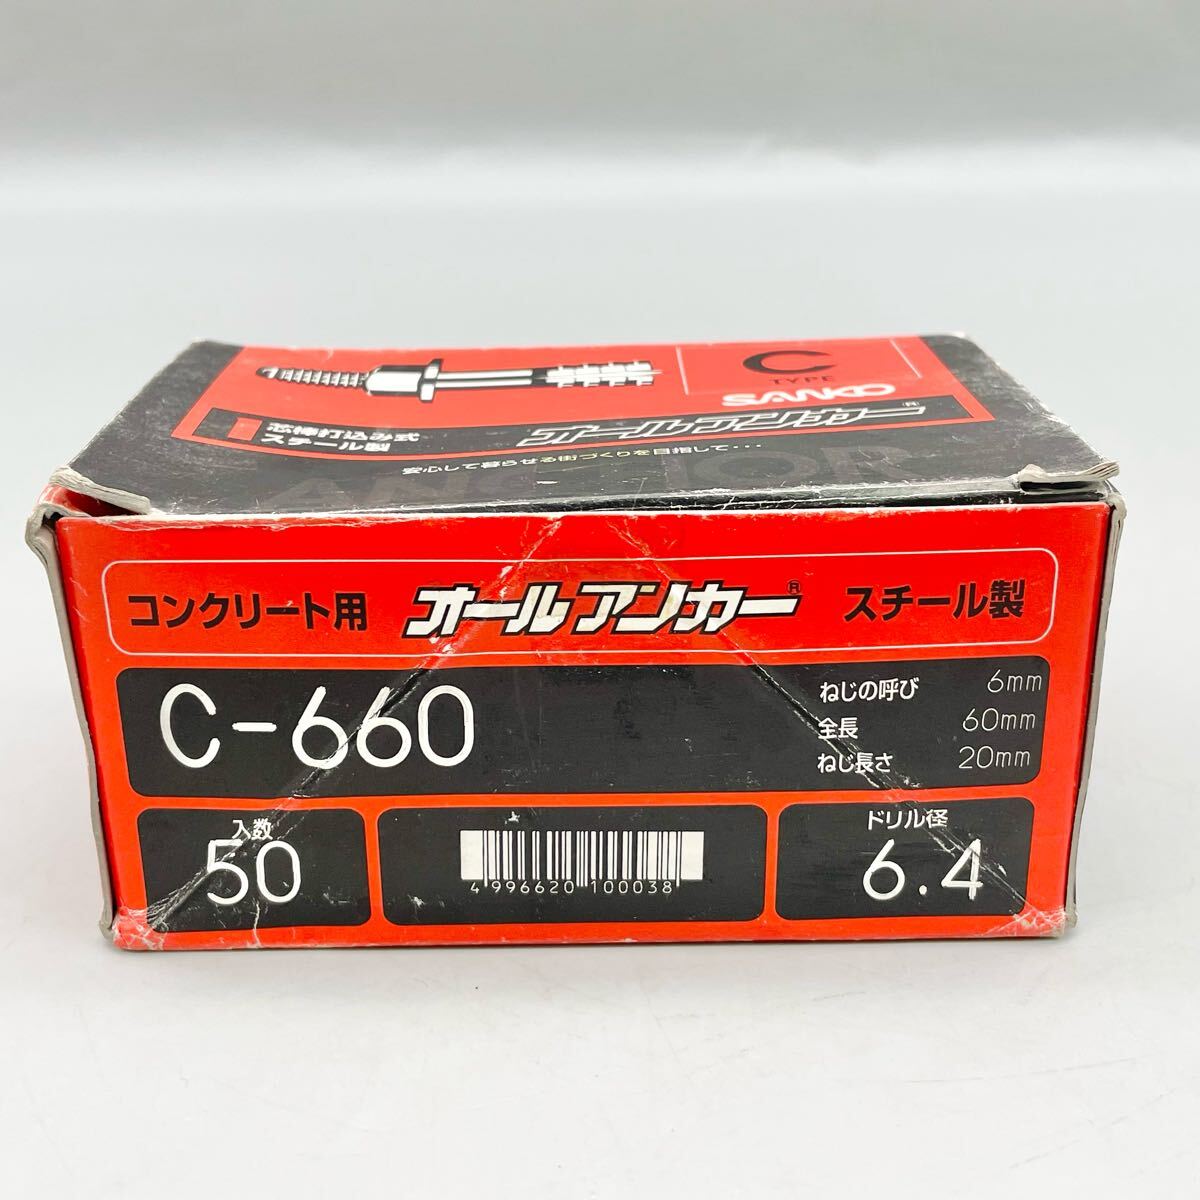 C
TYPE
SANKO
オールアンカー®
芯棒打込み式
スチール製
安心して暮らせる街づくりを目指して・・・
ANCHOR
コンクリート用 オールアンカー® スチール製
C-660
ねじの呼び 6mm
全長 60mm
ねじ長さ 20mm
入数
50
4 996620 100038
ドリル径
6.4